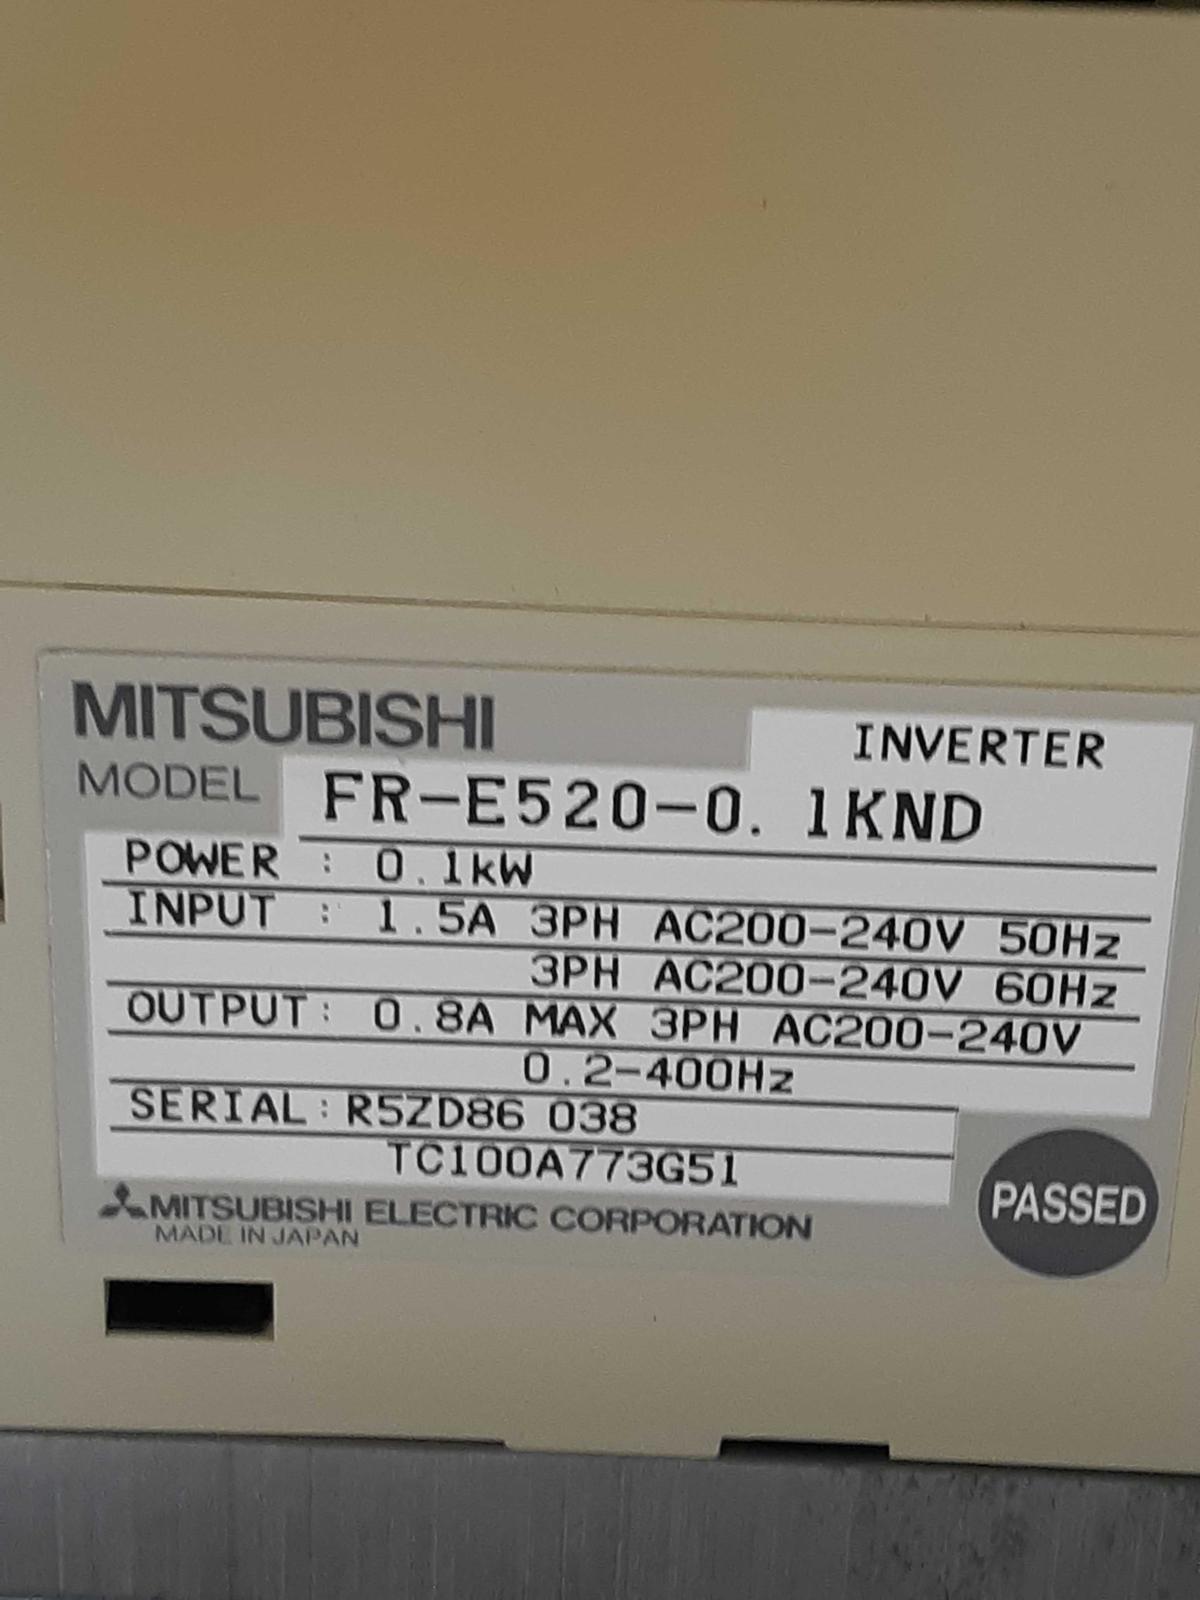 MITSUBISHI
INVERTER
MODEL FR-E520-0.1KND
POWER : 0.1kW
INPUT : 1.5A 3PH AC200-240V 50Hz
3PH AC200-240V 60Hz
OUTPUT: 0.8A MAX 3PH AC200-240V
0.2-400Hz
SERIAL: R5ZD86 038
TC100A773G51
PASSED
MITSUBISHI ELECTRIC CORPORATION
MADE IN JAPAN